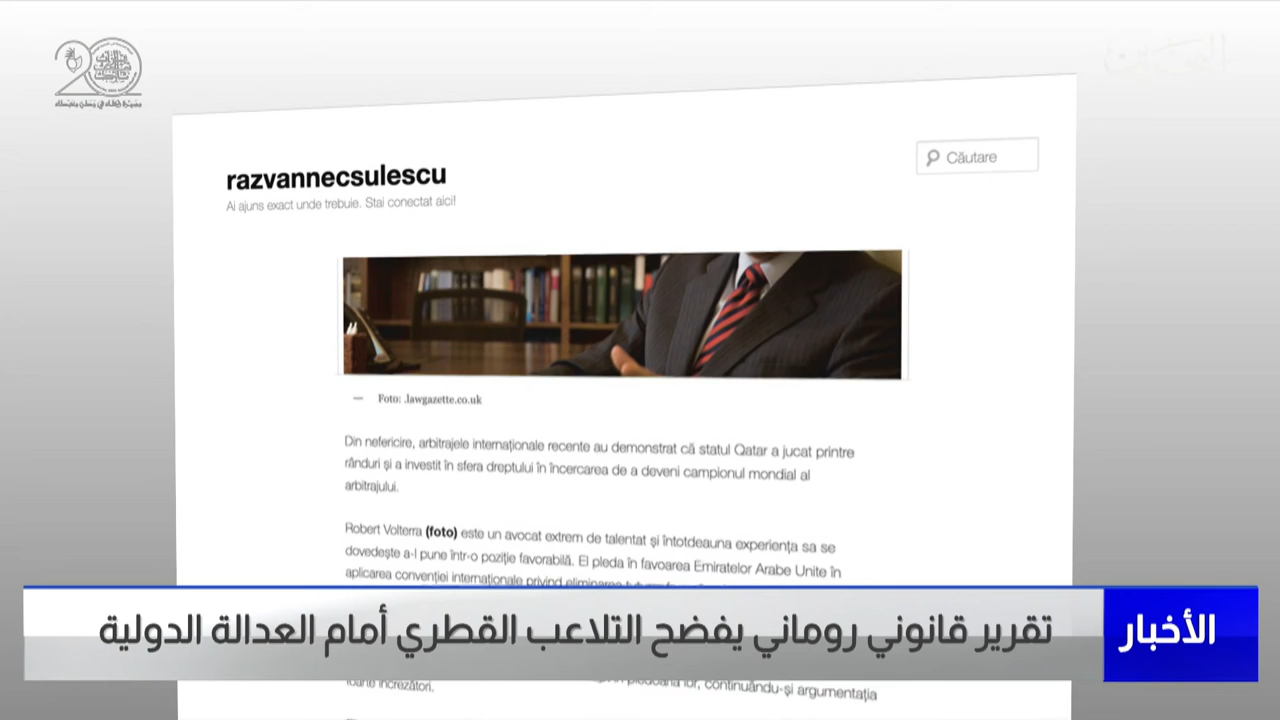 البحرين
20
razvannecsulescu
Ai ajuns exact unde trebuie. Stai conectat aici!
Căutare
— Foto: .lawgazette.co.uk
Din nefericire, arbitrajele internaționale recente au demonstrat că statul Qatar a jucat printre
rânduri și a investit în sfera dreptului în încercarea de a deveni campionul mondial al
arbitrajului.
Robert Volterra (foto) este un avocat extrem de talentat și întotdeauna experiența sa se
dovedește a-l pune într-o poziție favorabilă. El pleda în favoarea Emiratelor Arabe Unite în
aplicarea convenției internaționale privind eliminarea
الأخبار
تقرير قانوني روماني يفضح التلاعب القطري أمام العدالة الدولية
lor, continuându-și argumentația
foarte increzători.